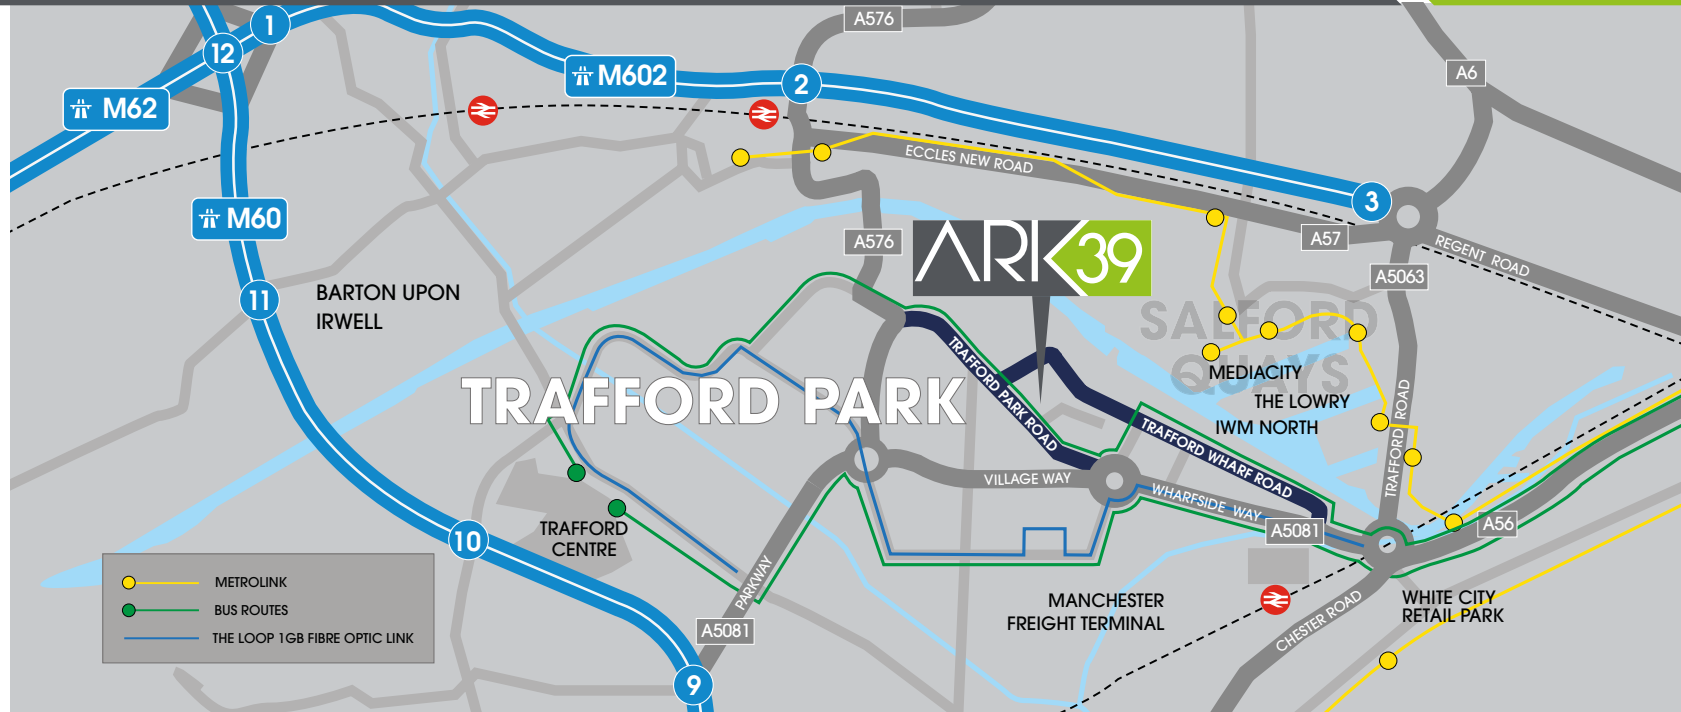 A576
1
12
M602
2
A6
M62
ECCLES NEW ROAD
3
M60
A57
REGENT ROAD
A576
ARK39
A5063
11
BARTON UPON
IRWELL
SALFORD
QUAYS
TRAFFORD PARK
TRAFFORD PARK ROAD
MEDIACITY
THE LOWRY
IWM NORTH
TRAFFORD ROAD
TRAFFORD WHARF ROAD
VILLAGE WAY
WHARFSIDE WAY
A5081
A56
TRAFFORD
CENTRE
10
METROLINK
BUS ROUTES
THE LOOP 1GB FIBRE OPTIC LINK
PARKWAY
A5081
MANCHESTER
FREIGHT TERMINAL
CHESTER ROAD
WHITE CITY
RETAIL PARK
9